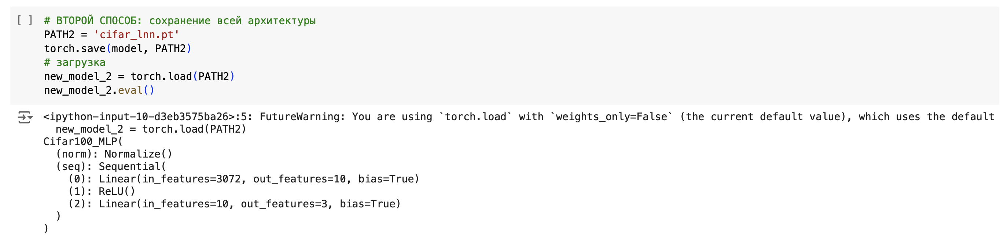 [ ] # ВТОРОЙ СПОСОБ: сохранение всей архитектуры
PATH2 = 'cifar_lnn.pt'
torch.save(model, PATH2)
# загрузка
new_model_2 = torch.load(PATH2)
new_model_2.eval()
<ipython-input-10-d3eb3575ba26>:5: FutureWarning: You are using `torch.load` with `weights_only=False` (the current default value), which uses the default
  new_model_2 = torch.load(PATH2)
Cifar100_MLP(
  (norm): Normalize()
  (seq): Sequential(
    (0): Linear(in_features=3072, out_features=10, bias=True)
    (1): ReLU()
    (2): Linear(in_features=10, out_features=3, bias=True)
  )
)